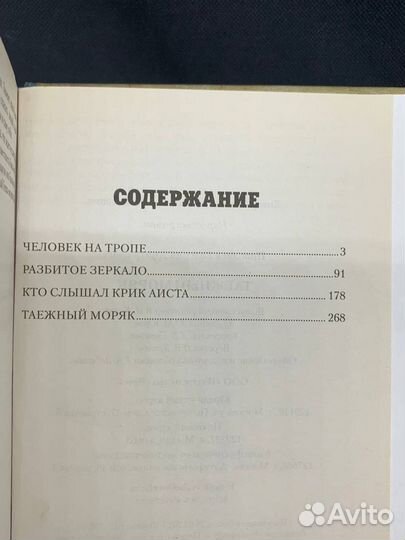 СОДЕРЖАНИЕ
ЧЕЛОВЕК НА ТРОПЕ 3
РАЗБИТОЕ ЗЕРКАЛО 91
КТО СЛЫШАЛ КРИК АИСТА 178
ТАЕЖНЫЙ МОРЯК 268
Avito